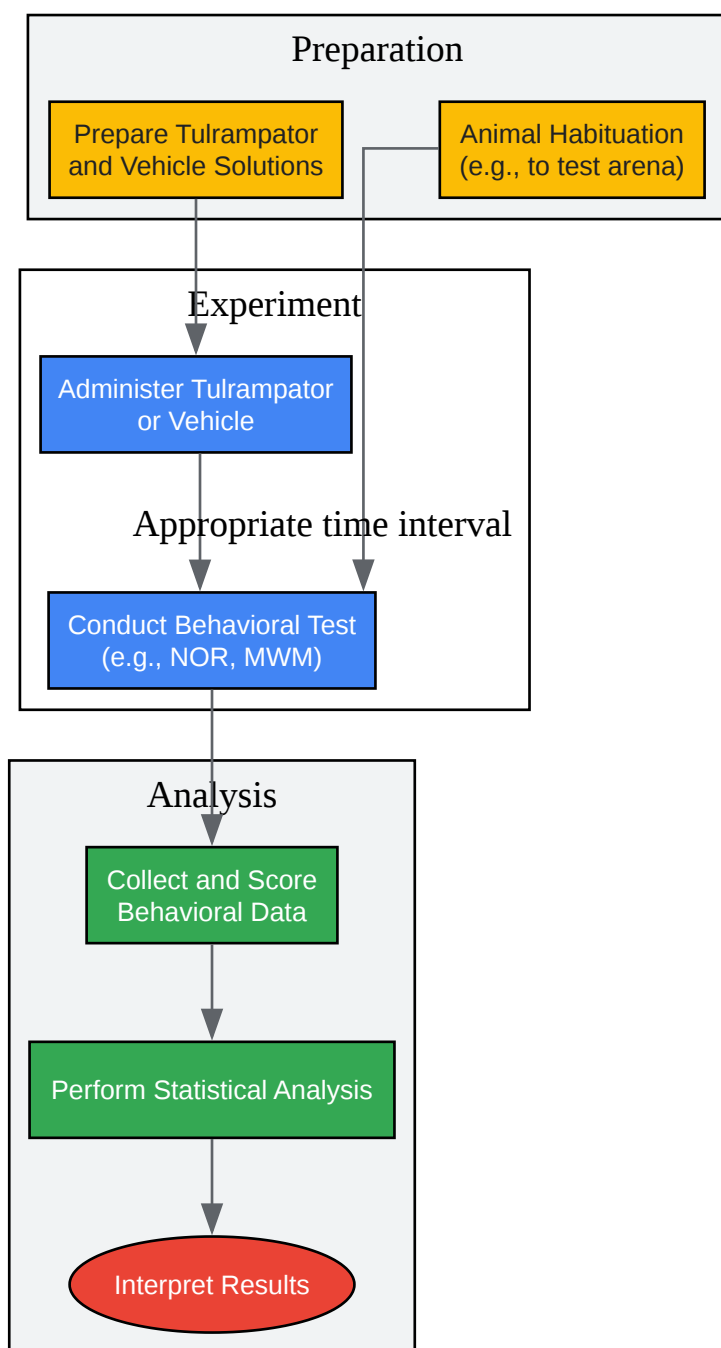 Preparation
Prepare Tulrampator
and Vehicle Solutions
Animal Habituation
(e.g., to test arena)
Experiment
Administer Tulrampator
or Vehicle
Appropriate time interval
Conduct Behavioral Test
(e.g., NOR, MWM)
Analysis
Collect and Score
Behavioral Data
Perform Statistical Analysis
Interpret Results